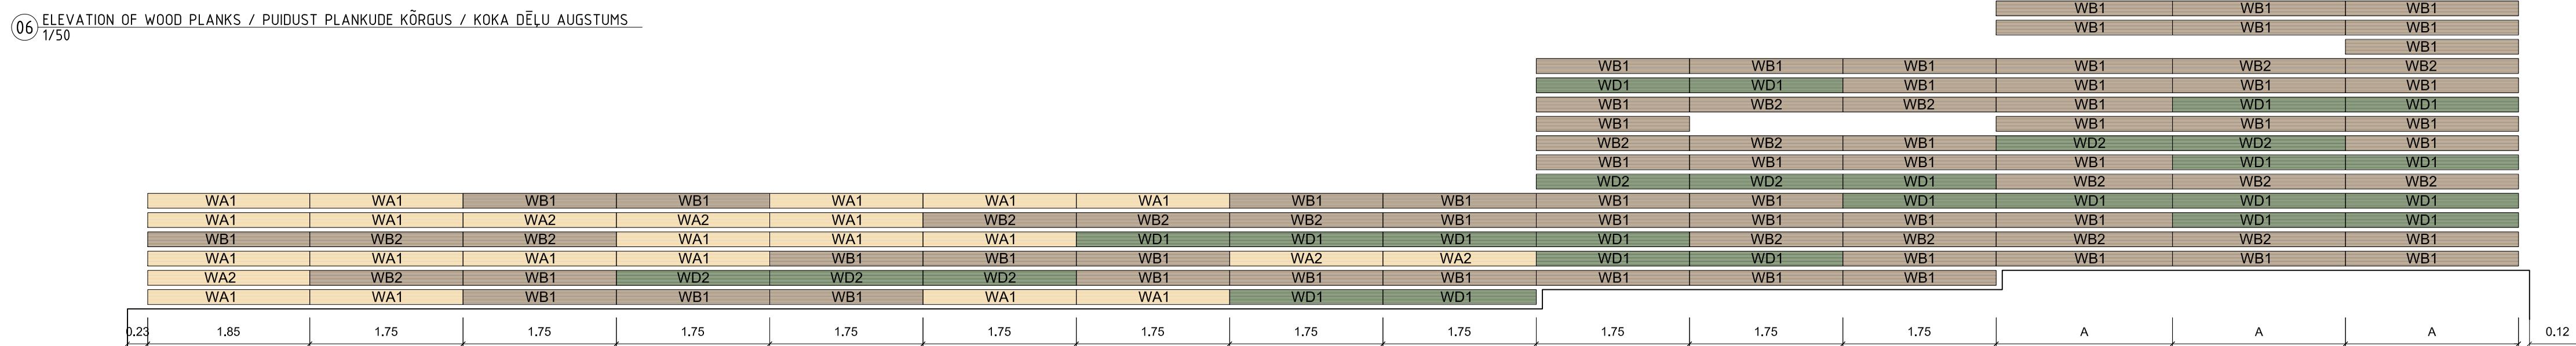 WB1 WB1 WB1
06 ELEVATION OF WOOD PLANKS / PUIDUST PLANKUDE KÕRGUS / KOKA DĒĻU AUGSTUMS
1/50
WB1 WB1 WB1
WB1
WB1 WB1 WB1 WB1 WB2 WB2
WD1 WD1 WB1 WB1 WB1 WB1
WB1 WB2 WB2 WB1 WD1 WD1
WB1 WB1 WB1 WB1
WB2 WB2 WB1 WD2 WD2 WB1
WB1 WB1 WB1 WB1 WD1 WD1
WD2 WD2 WD1 WB2 WB2 WB2
WA1 WA1 WB1 WB1 WA1 WA1 WA1 WB1 WB1 WB1 WB1 WD1 WD1 WD1 WD1
WA1 WA1 WA2 WA2 WA1 WB2 WB2 WB2 WB1 WB1 WB1 WB1 WB1 WD1 WD1
WB1 WB2 WB2 WA1 WA1 WA1 WD1 WD1 WD1 WD1 WB2 WB2 WB2 WB2 WB1
WA1 WA1 WA1 WA1 WB1 WB1 WB1 WA2 WA2 WD1 WD1 WB1 WB1 WB1 WB1
WA2 WB2 WB1 WD2 WD2 WD2 WB1 WB1 WB1 WB1 WB1 WB1
WA1 WA1 WB1 WB1 WB1 WA1 WA1 WD1 WD1
0.23 1.85 1.75 1.75 1.75 1.75 1.75 1.75 1.75 1.75 1.75 1.75 1.75 A A A 0.12